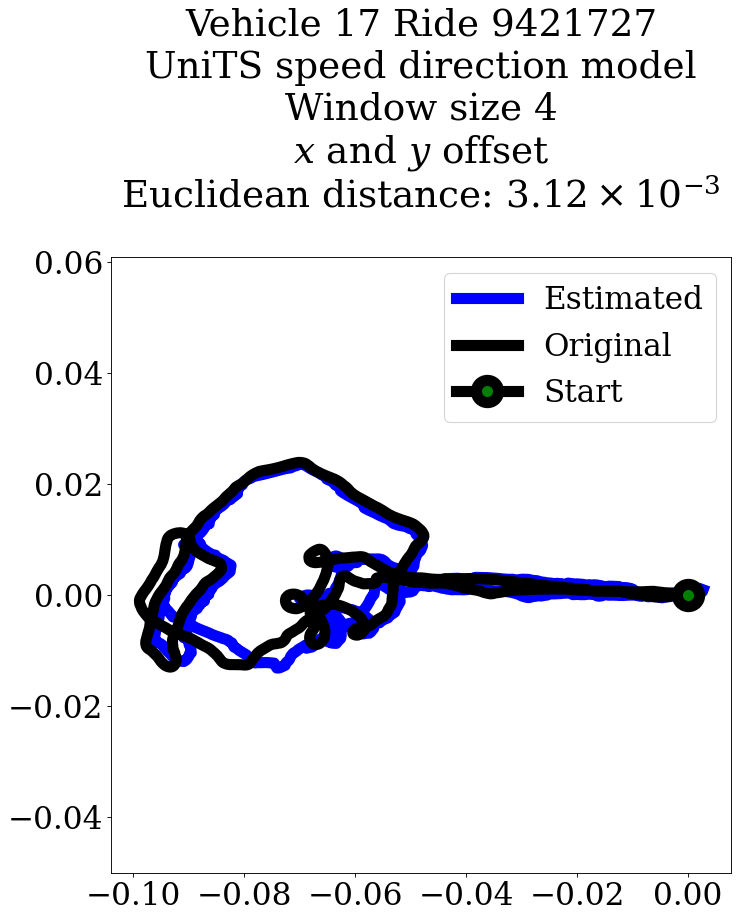 Vehicle 17 Ride 9421727
UniTS speed direction model
Window size 4
x and y offset
Euclidean distance: 3.12 × 10⁻³
0.06
Estimated
Original
Start
0.04
0.02
0.00
−0.02
−0.04
−0.10 −0.08 −0.06 −0.04 −0.02 0.00